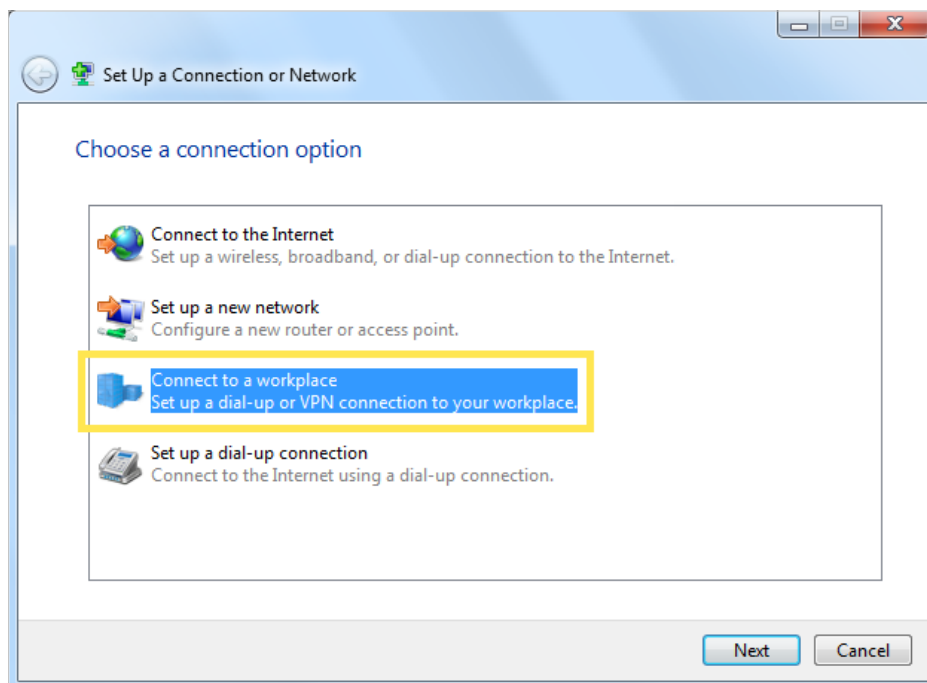 Set Up a Connection or Network
Choose a connection option
Connect to the Internet
Set up a wireless, broadband, or dial-up connection to the Internet.
Set up a new network
Configure a new router or access point.
Connect to a workplace
Set up a dial-up or VPN connection to your workplace.
Set up a dial-up connection
Connect to the Internet using a dial-up connection.
Next
Cancel